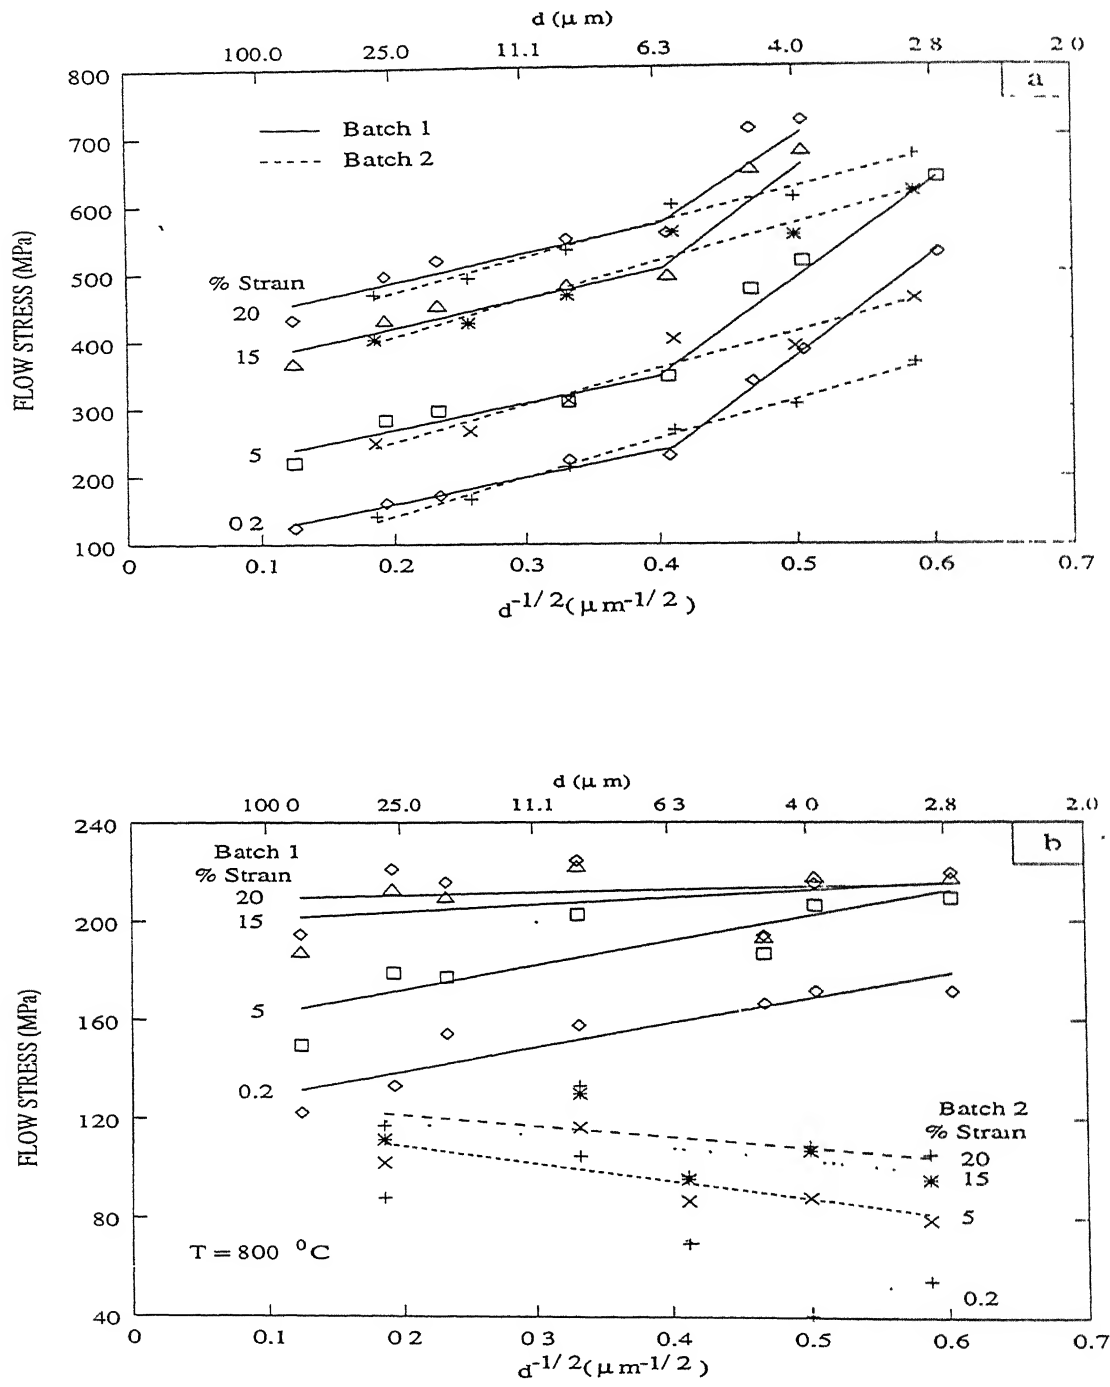 d (μ m)
100.0 25.0 11.1 6.3 4.0 2 8 2 0
800
a
700
Batch 1
Batch 2
600
500
% Strain
20
400
15
300
5
200
0 2
100
FLOW STRESS (MPa)
0 0.1 0.2 0.3 0.4 0.5 0.6 0.7
d-1/2(μ m-1/2)
d (μ m)
100 0 25.0 11.1 6 3 4 0 2.8 2.0
240
b
Batch 1
% Strain
20
200
15
5
160
0.2
120
Batch 2
% Strain
20
15
80
5
T = 800 ⁰C
0.2
40
FLOW STRESS (MPa)
0 0.1 0 2 0.3 0.4 0.5 0.6 0.7
d-1/2(μ m-1/2)